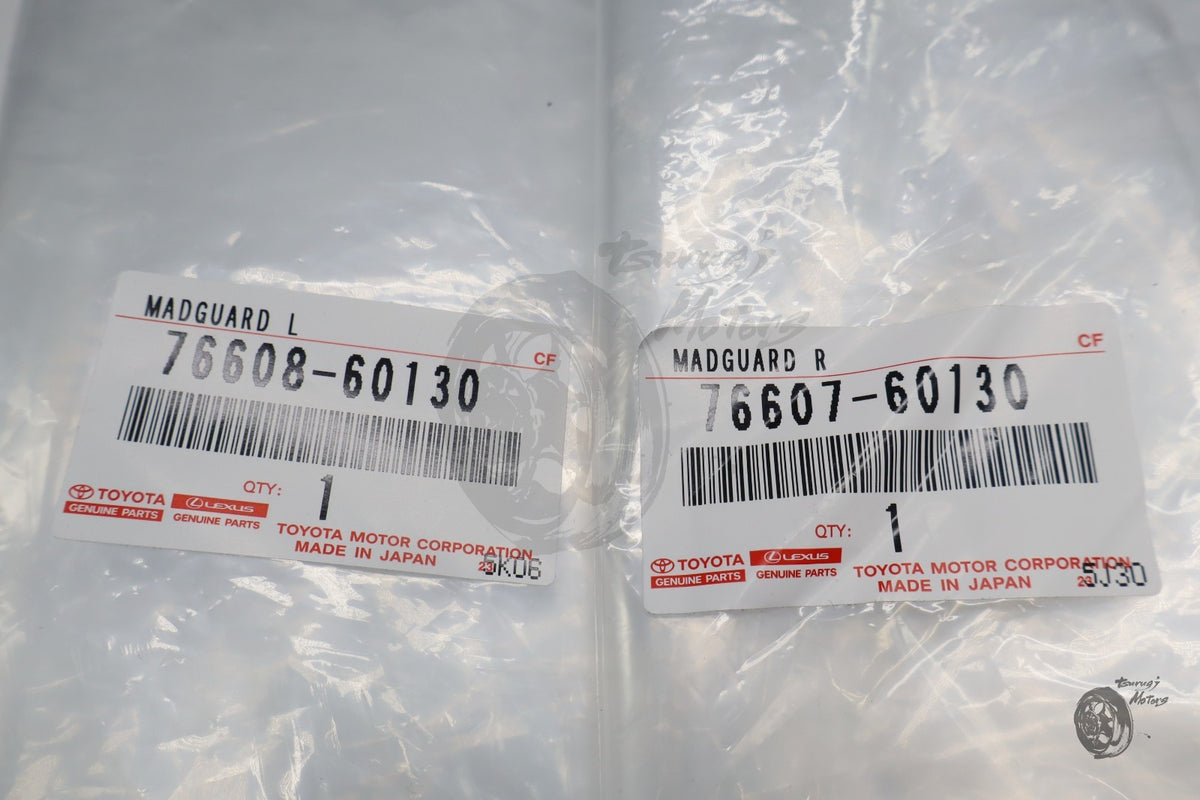 MADGUARD L
CF
76608-60130
QTY: 1
TOYOTA
GENUINE PARTS
LEXUS
GENUINE PARTS
TOYOTA MOTOR CORPORATION
MADE IN JAPAN
23
5K06
MADGUARD R
CF
76607-60130
QTY: 1
TOYOTA
GENUINE PARTS
LEXUS
GENUINE PARTS
TOYOTA MOTOR CORPORATION
MADE IN JAPAN
23
5J30
tsurugi
Motors
tsurugi
Motors